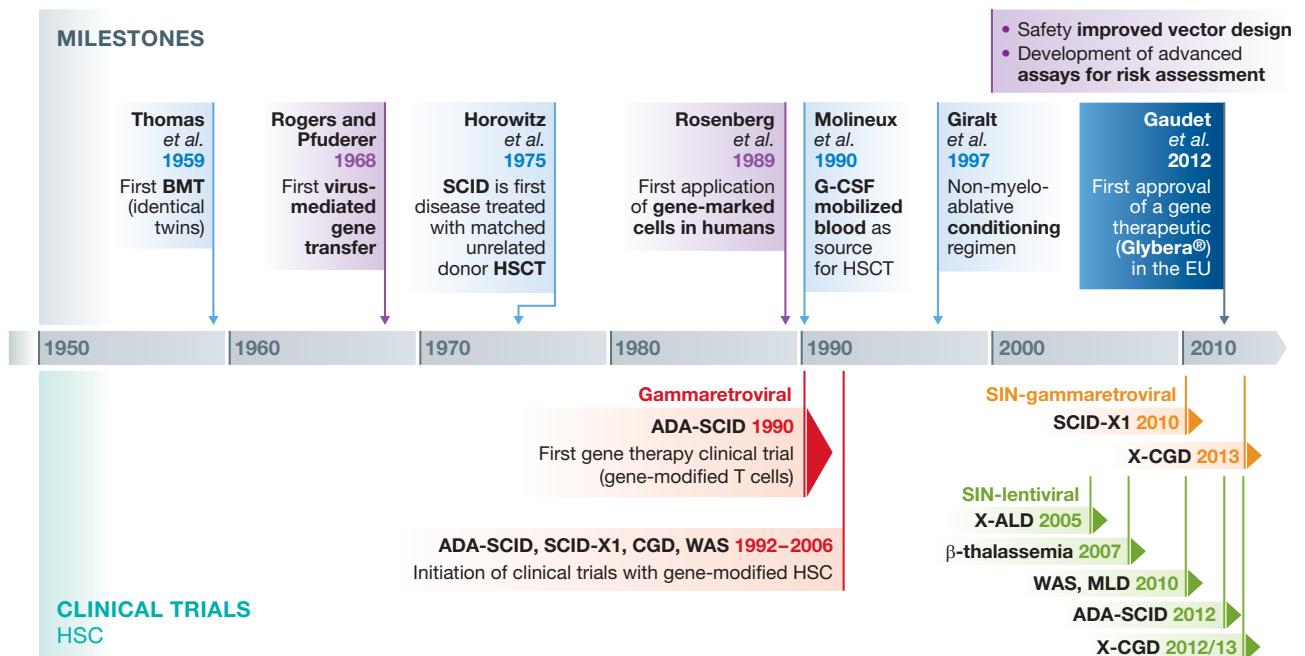 MILESTONES
• Safety improved vector design
• Development of advanced
assays for risk assessment
Thomas
et al.
1959
First BMT
(identical
twins)
Rogers and
Pfuderer
1968
First virus-
mediated
gene
transfer
Horowitz
et al.
1975
SCID is first
disease treated
with matched
unrelated
donor HSCT
Rosenberg
et al.
1989
First application
of gene-marked
cells in humans
Molineux
et al.
1990
G-CSF
mobilized
blood as
source
for HSCT
Giralt
et al.
1997
Non-myelo-
ablative
conditioning
regimen
Gaudet
et al.
2012
First approval
of a gene
therapeutic
(Glybera®)
in the EU
1950
1960
1970
1980
1990
2000
2010
Gammaretroviral
ADA-SCID 1990
First gene therapy clinical trial
(gene-modified T cells)
ADA-SCID, SCID-X1, CGD, WAS 1992–2006
Initiation of clinical trials with gene-modified HSC
SIN-gammaretroviral
SCID-X1 2010
X-CGD 2013
SIN-lentiviral
X-ALD 2005
β-thalassemia 2007
WAS, MLD 2010
ADA-SCID 2012
X-CGD 2012/13
CLINICAL TRIALS
HSC